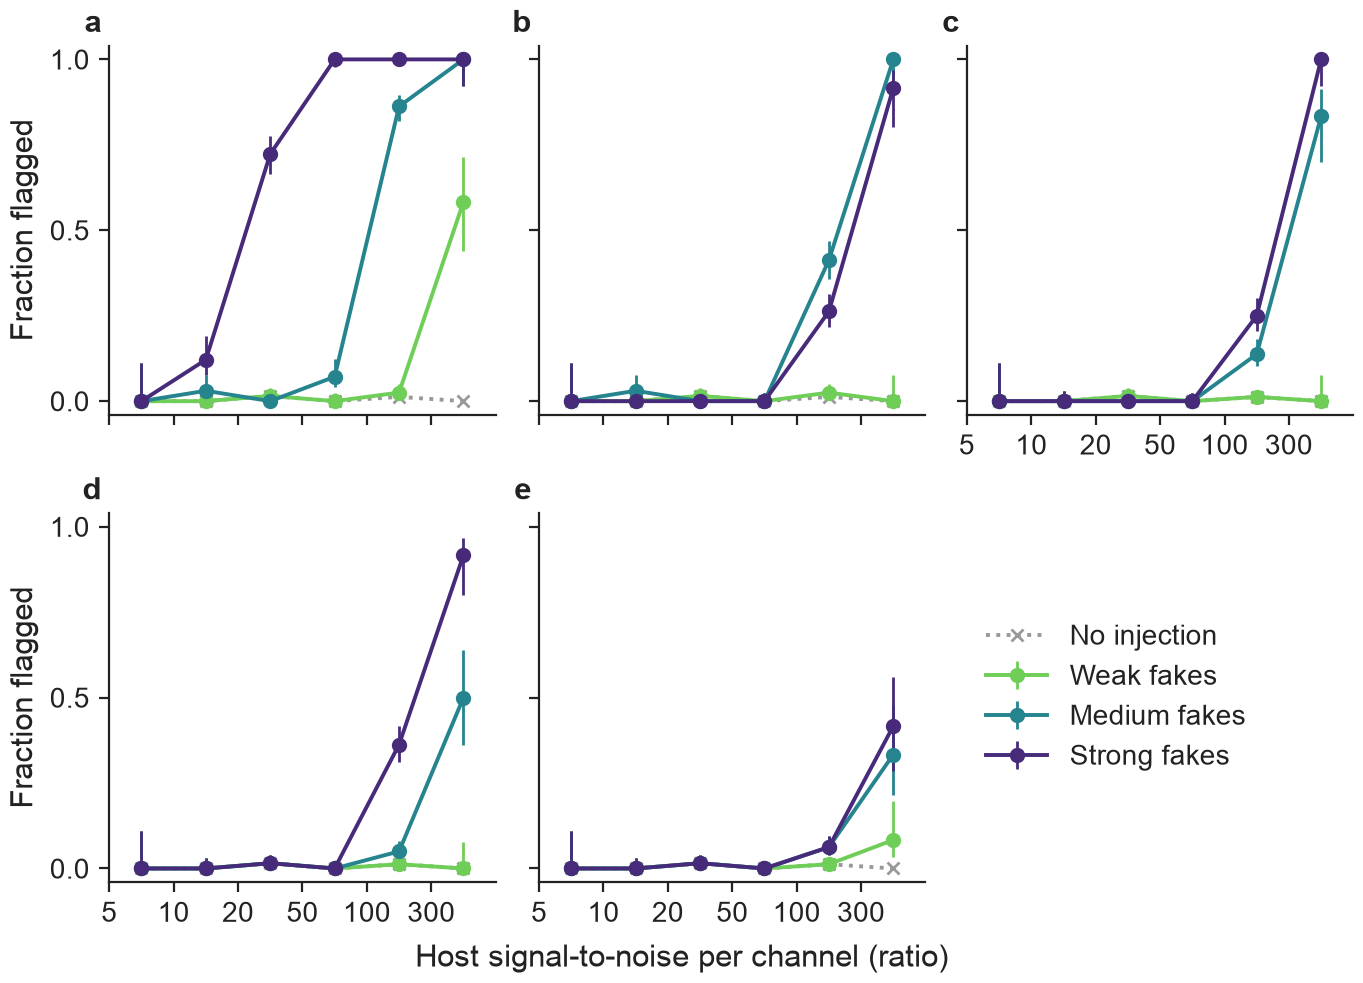 a
b
c
1.0
0.5
0.0
Fraction flagged
5 10 20 50 100 300
d
e
1.0
0.5
0.0
Fraction flagged
5 10 20 50 100 300
5 10 20 50 100 300
No injection
Weak fakes
Medium fakes
Strong fakes
Host signal-to-noise per channel (ratio)